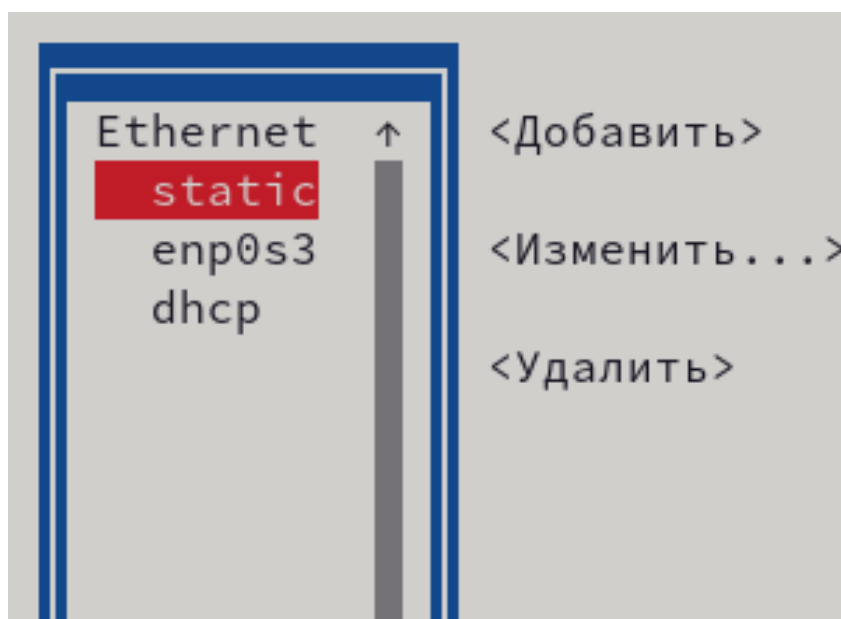 Ethernet ↑ <Добавить>
static
enp0s3 <Изменить...>
dhcp
<Удалить>